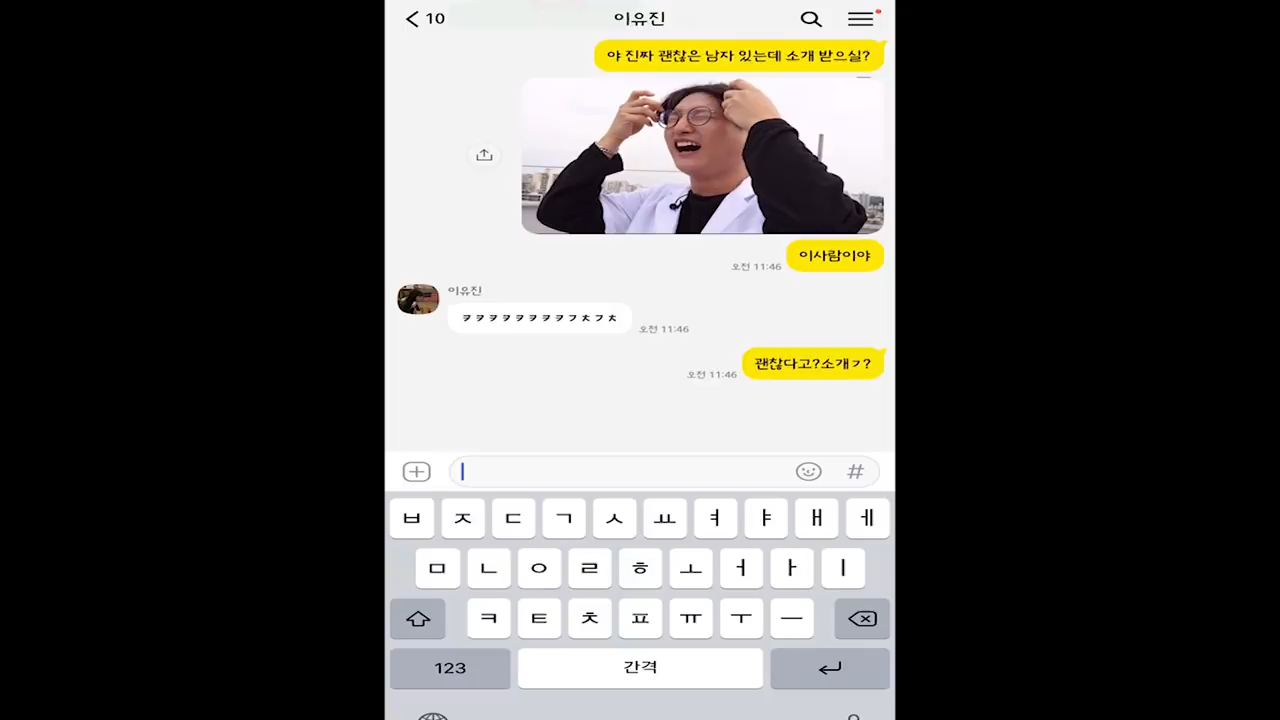 10
이유진
야 진짜 괜찮은 남자 있는데 소개 받으실?
이사람이야
오전 11:46
이유진
ㅋㅋㅋㅋㅋㅋㅋㅋㄱㅊㄱㅊ
오전 11:46
괜찮다고?소개ㄱ?
오전 11:46
#
ㅂ ㅈ ㄷ ㄱ ㅅ ㅛ ㅕ ㅑ ㅐ ㅔ
ㅁ ㄴ ㅇ ㄹ ㅎ ㅗ ㅓ ㅏ ㅣ
ㅋ ㅌ ㅊ ㅍ ㅠ ㅜ ㅡ
123 간격